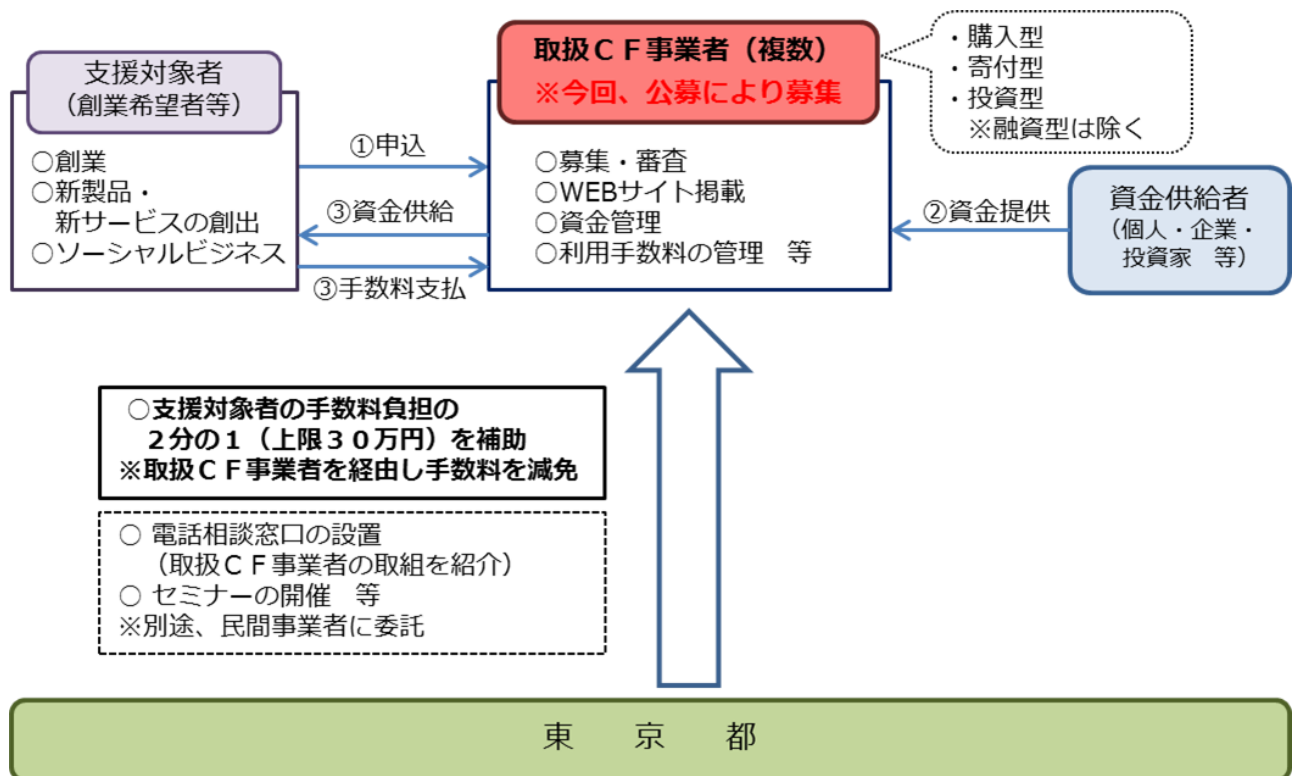 支援対象者
（創業希望者等）
○創業
○新製品・
新サービスの創出
○ソーシャルビジネス
①申込
③資金供給
③手数料支払
取扱ＣＦ事業者（複数）
※今回、公募により募集
○募集・審査
○WEBサイト掲載
○資金管理
○利用手数料の管理　等
・購入型
・寄付型
・投資型
※融資型は除く
②資金提供
資金供給者
（個人・企業・
投資家　等）
○支援対象者の手数料負担の
２分の１（上限３０万円）を補助
※取扱ＣＦ事業者を経由し手数料を減免
○ 電話相談窓口の設置
（取扱ＣＦ事業者の取組を紹介）
○ セミナーの開催　等
※別途、民間事業者に委託
東　京　都